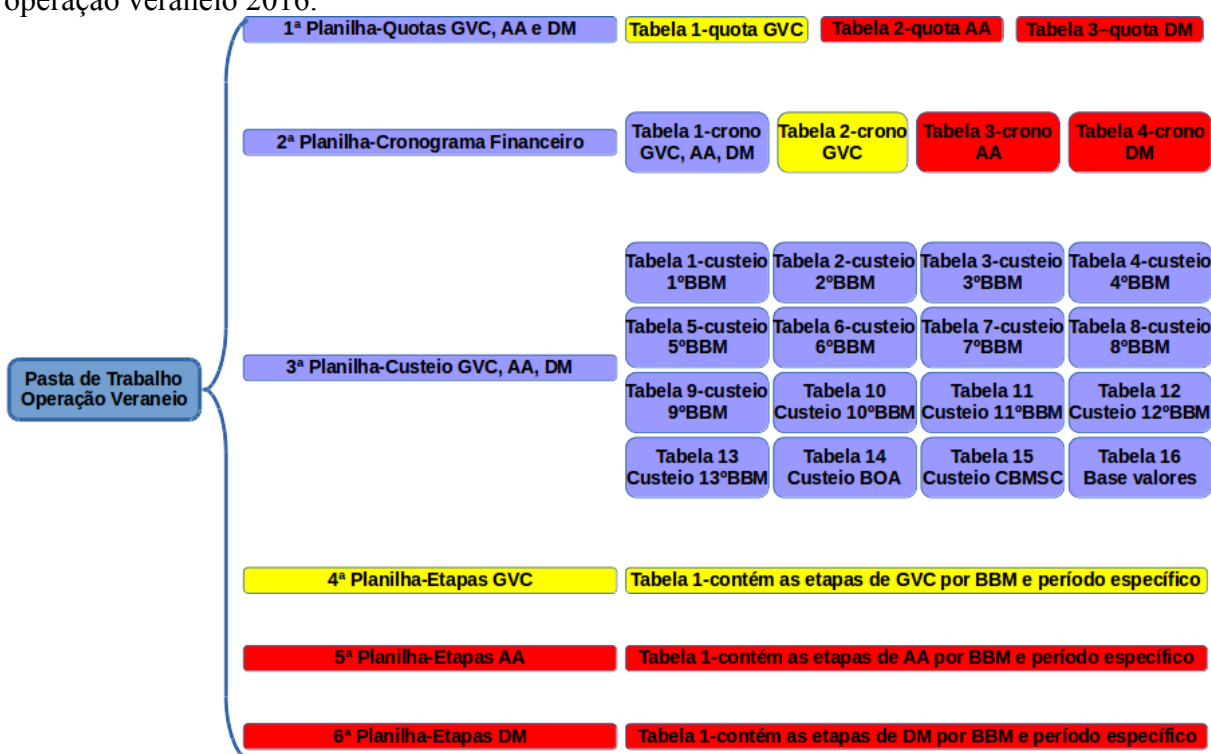 operação veraneio 2016.
1ª Planilha-Quotas GVC, AA e DM
Tabela 1-quota GVC
Tabela 2-quota AA
Tabela 3–quota DM
2ª Planilha-Cronograma Financeiro
Tabela 1-crono
GVC, AA, DM
Tabela 2-crono
GVC
Tabela 3-crono
AA
Tabela 4-crono
DM
Pasta de Trabalho
Operação Veraneio
3ª Planilha-Custeio GVC, AA, DM
Tabela 1-custeio
1ºBBM
Tabela 2-custeio
2ºBBM
Tabela 3-custeio
3ºBBM
Tabela 4-custeio
4ºBBM
Tabela 5-custeio
5ºBBM
Tabela 6-custeio
6ºBBM
Tabela 7-custeio
7ºBBM
Tabela 8-custeio
8ºBBM
Tabela 9-custeio
9ºBBM
Tabela 10
Custeio 10ºBBM
Tabela 11
Custeio 11ºBBM
Tabela 12
Custeio 12ºBBM
Tabela 13
Custeio 13ºBBM
Tabela 14
Custeio BOA
Tabela 15
Custeio CBMSC
Tabela 16
Base valores
4ª Planilha-Etapas GVC
Tabela 1-contém as etapas de GVC por BBM e período específico
5ª Planilha-Etapas AA
Tabela 1-contém as etapas de AA por BBM e período específico
6ª Planilha-Etapas DM
Tabela 1-contém as etapas de DM por BBM e período específico